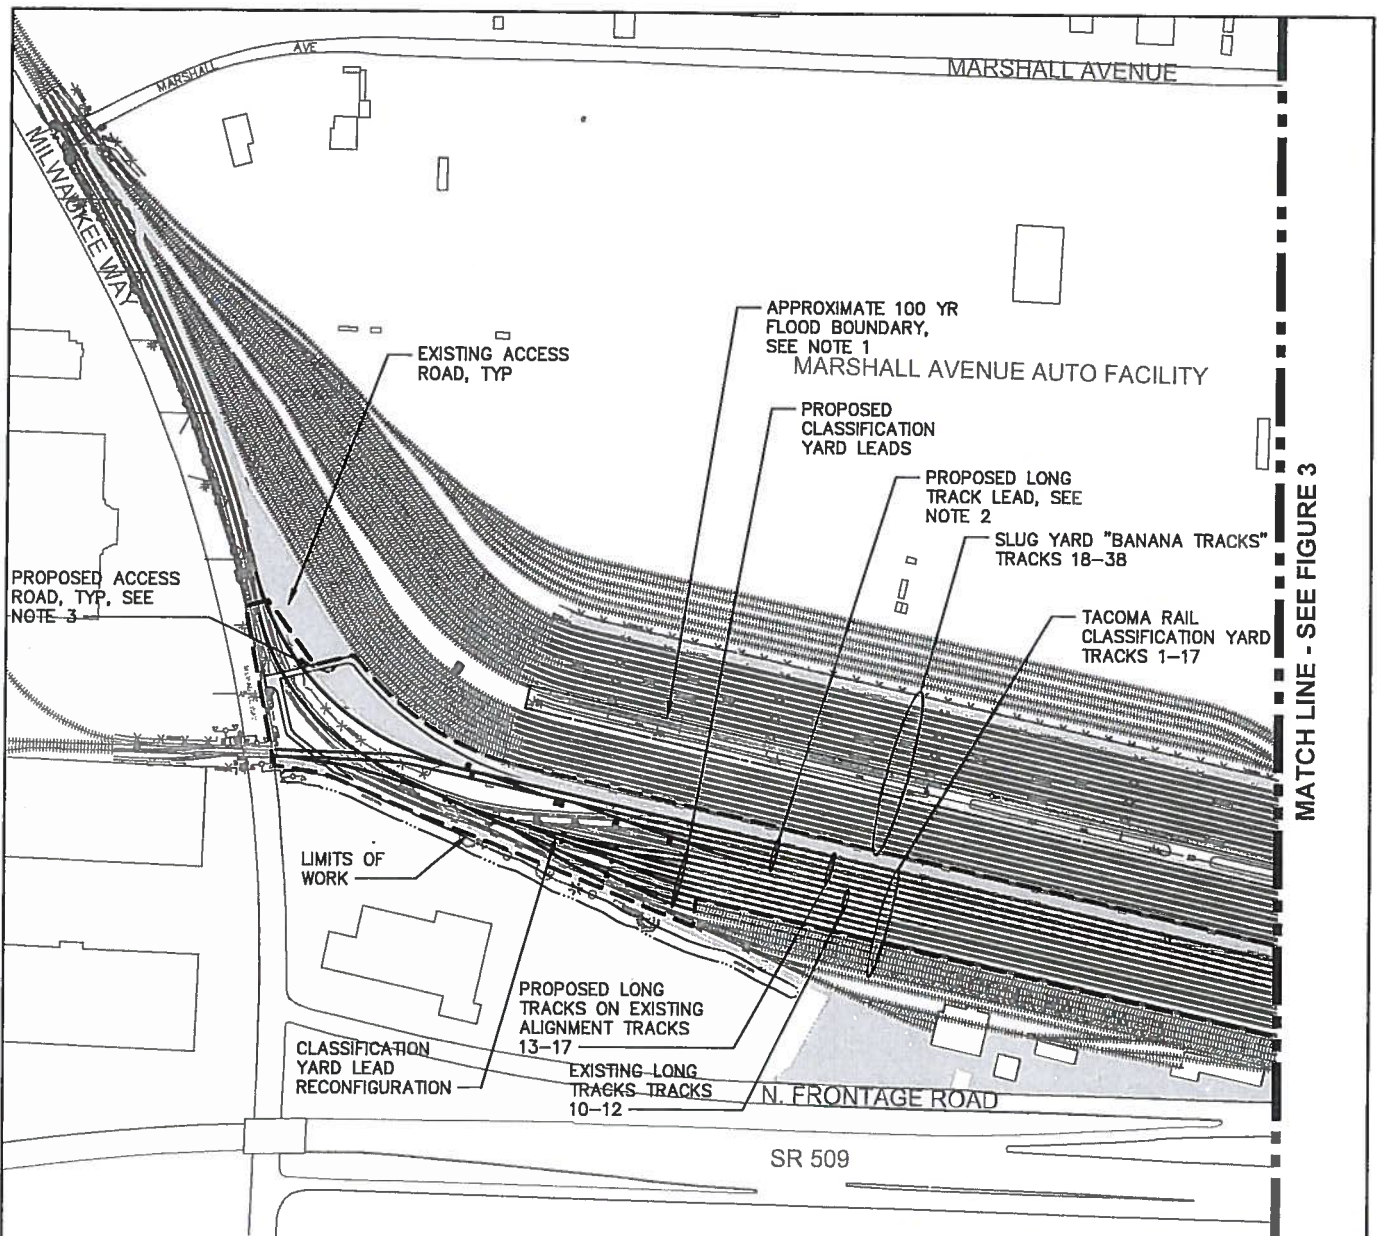 MARSHALL AVE
MARSHALL AVENUE
MILWAUKEE WAY
APPROXIMATE 100 YR
FLOOD BOUNDARY,
SEE NOTE 1
MARSHALL AVENUE AUTO FACILITY
EXISTING ACCESS
ROAD, TYP
PROPOSED
CLASSIFICATION
YARD LEADS
PROPOSED LONG
TRACK LEAD, SEE
NOTE 2
SLUG YARD "BANANA TRACKS"
TRACKS 18-38
MATCH LINE - SEE FIGURE 3
PROPOSED ACCESS
ROAD, TYP, SEE
NOTE 3
TACOMA RAIL
CLASSIFICATION YARD
TRACKS 1-17
LIMITS OF
WORK
PROPOSED LONG
TRACKS ON EXISTING
ALIGNMENT TRACKS
13-17
CLASSIFICATION
YARD LEAD
RECONFIGURATION
EXISTING LONG
TRACKS TRACKS
10-12
N. FRONTAGE ROAD
SR 509